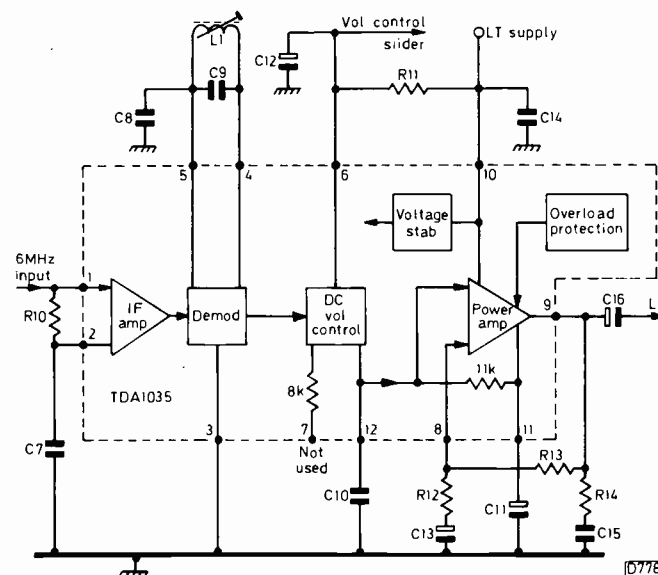 L1
Vol control
slider
LT supply
C12
C9
R11
C8
C14
5
4
6
10
Voltage
stab
Overload
protection
6MHz
input
1
IF
amp
Demod
DC
vol
control
Power
amp
9
C16
L
R10
2
11k
8k
TDA1035
3
7
12
8
11
Not
used
C7
C10
R12
C13
C11
R13
R14
C15